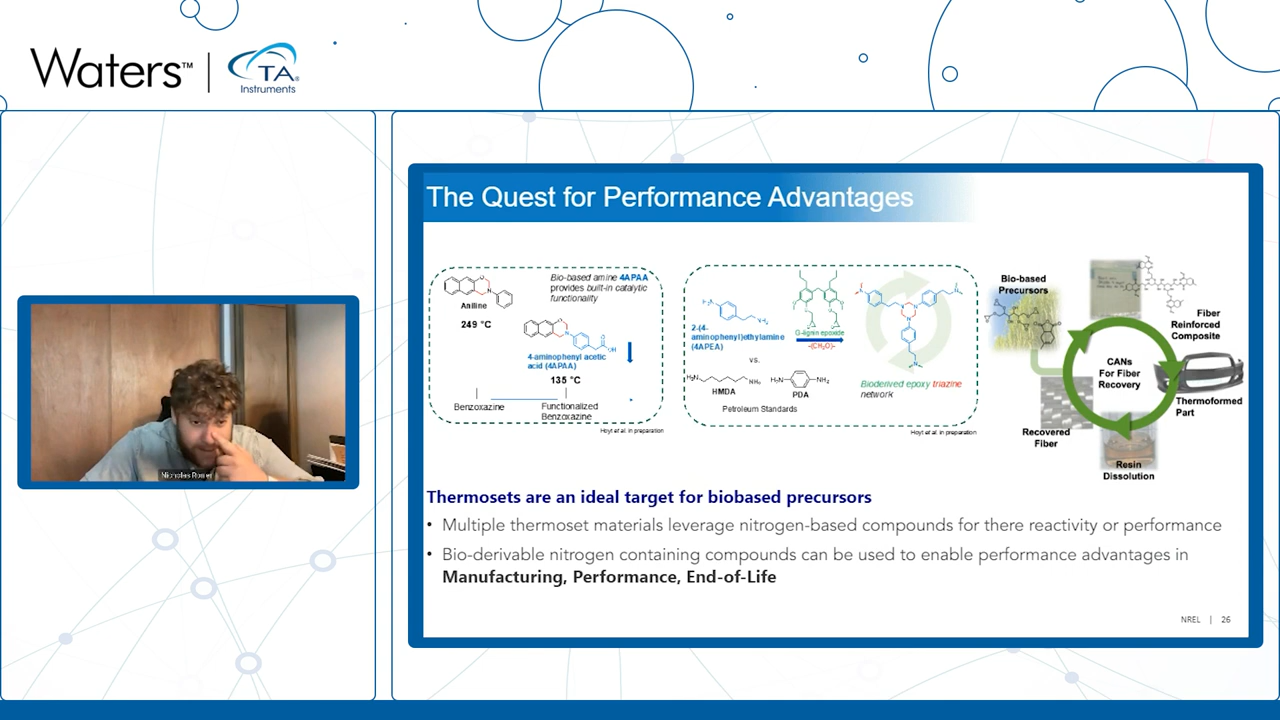 Waters™
TA
Instruments
The Quest for Performance Advantages
Aniline
249 °C
Bio-based amine 4APAA
provides built-in catalytic
functionality
4-aminophenyl acetic
acid (4APAA)
135 °C
Benzoxazine
Functionalized
Benzoxazine
Hoyt et al. in preparation
2-(4-
aminophenyl)ethylamine
(4APEA)
vs.
HMDA
PDA
Petroleum Standards
G-lignin epoxide
-(CH₂O)-
Bioderived epoxy triazine
network
Hoyt et al. in preparation
Bio-based
Precursors
Fiber
Reinforced
Composite
CANs
For Fiber
Recovery
Thermoformed
Part
Recovered
Fiber
Resin
Dissolution
Nicholas
Thermosets are an ideal target for biobased precursors
• Multiple thermoset materials leverage nitrogen-based compounds for there reactivity or performance
• Bio-derivable nitrogen containing compounds can be used to enable performance advantages in
Manufacturing, Performance, End-of-Life
NREL | 26